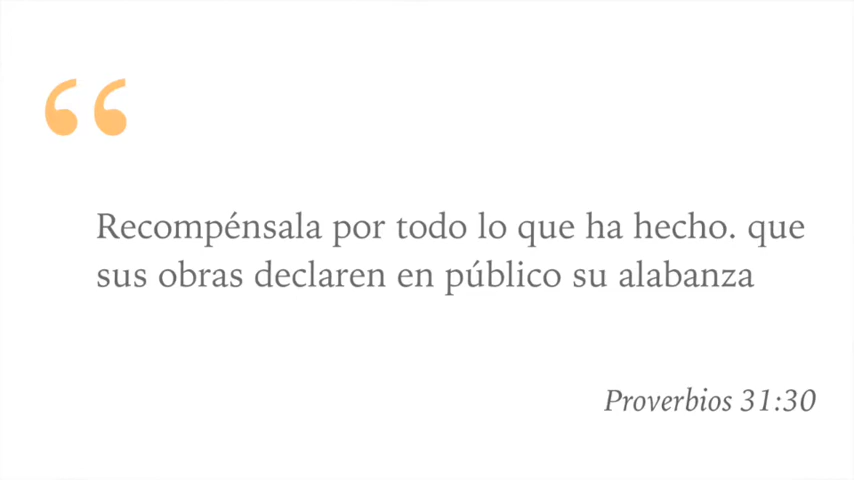 “
Recompénsala por todo lo que ha hecho. que
sus obras declaren en público su alabanza
Proverbios 31:30